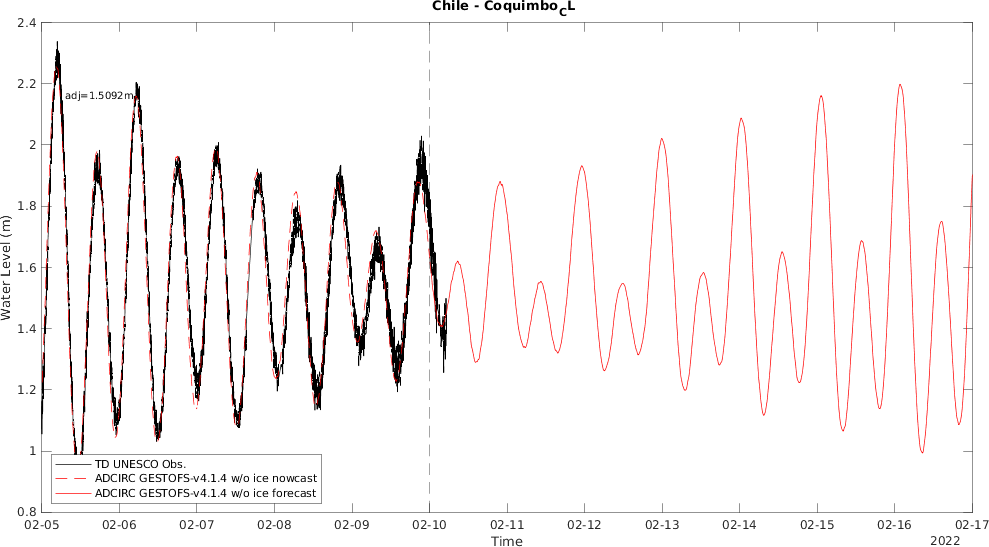 Chile - Coquimbo_CL
2.4
2.2
2
1.8
1.6
1.4
1.2
1
0.8
Water Level (m)
adj=1.5092m
TD UNESCO Obs.
ADCIRC GESTOFS-v4.1.4 w/o ice nowcast
ADCIRC GESTOFS-v4.1.4 w/o ice forecast
02-05 02-06 02-07 02-08 02-09 02-10 02-11 02-12 02-13 02-14 02-15 02-16 02-17
Time
2022